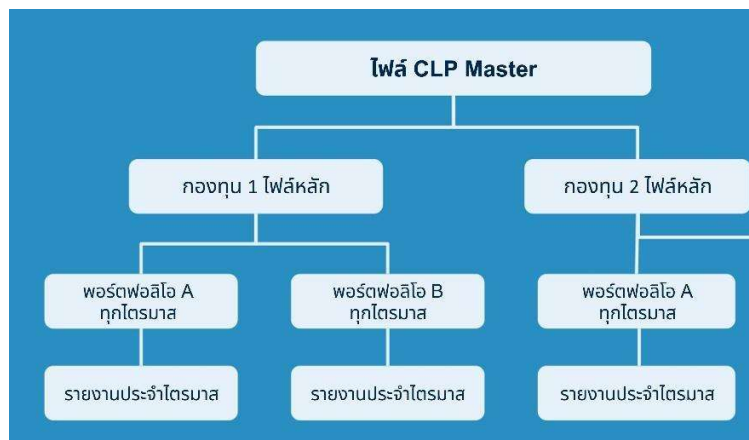 ไฟล์ CLP Master
กองทุน 1 ไฟล์หลัก
กองทุน 2 ไฟล์หลัก
พอร์ตฟอลิโอ A
ทุกไตรมาส
พอร์ตฟอลิโอ B
ทุกไตรมาส
พอร์ตฟอลิโอ A
ทุกไตรมาส
รายงานประจำไตรมาส
รายงานประจำไตรมาส
รายงานประจำไตรมาส